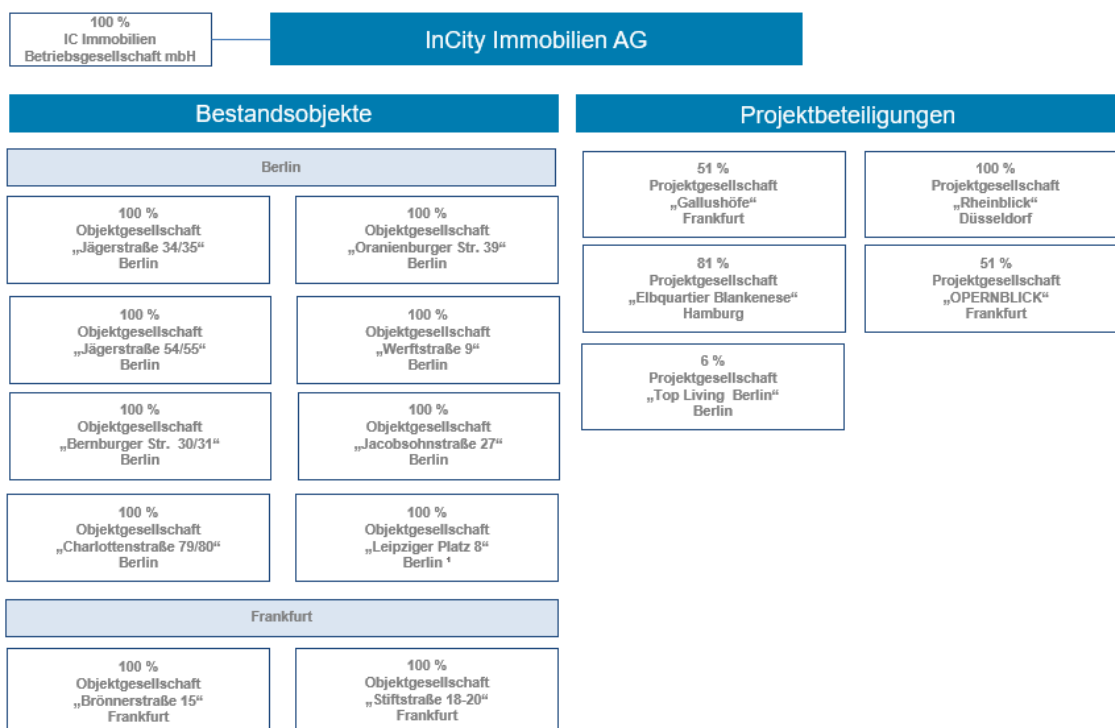 100 %
IC Immobilien
Betriebsgesellschaft mbH
InCity Immobilien AG
Bestandsobjekte
Berlin
100 %
Objektgesellschaft
„Jägerstraße 34/35“
Berlin
100 %
Objektgesellschaft
„Oranienburger Str. 39“
Berlin
100 %
Objektgesellschaft
„Jägerstraße 54/55“
Berlin
100 %
Objektgesellschaft
„Werftstraße 9“
Berlin
100 %
Objektgesellschaft
„Bernburger Str. 30/31“
Berlin
100 %
Objektgesellschaft
„Jacobsohnstraße 27“
Berlin
100 %
Objektgesellschaft
„Charlottenstraße 79/80“
Berlin
100 %
Objektgesellschaft
„Leipziger Platz 8“
Berlin ¹
Frankfurt
100 %
Objektgesellschaft
„Brönnerstraße 15“
Frankfurt
100 %
Objektgesellschaft
„Stiftstraße 18-20“
Frankfurt
Projektbeteiligungen
51 %
Projektgesellschaft
„Gallushöfe“
Frankfurt
100 %
Projektgesellschaft
„Rheinblick“
Düsseldorf
81 %
Projektgesellschaft
„Elbquartier Blankenese“
Hamburg
51 %
Projektgesellschaft
„OPERNBLICK“
Frankfurt
6 %
Projektgesellschaft
„Top Living Berlin“
Berlin